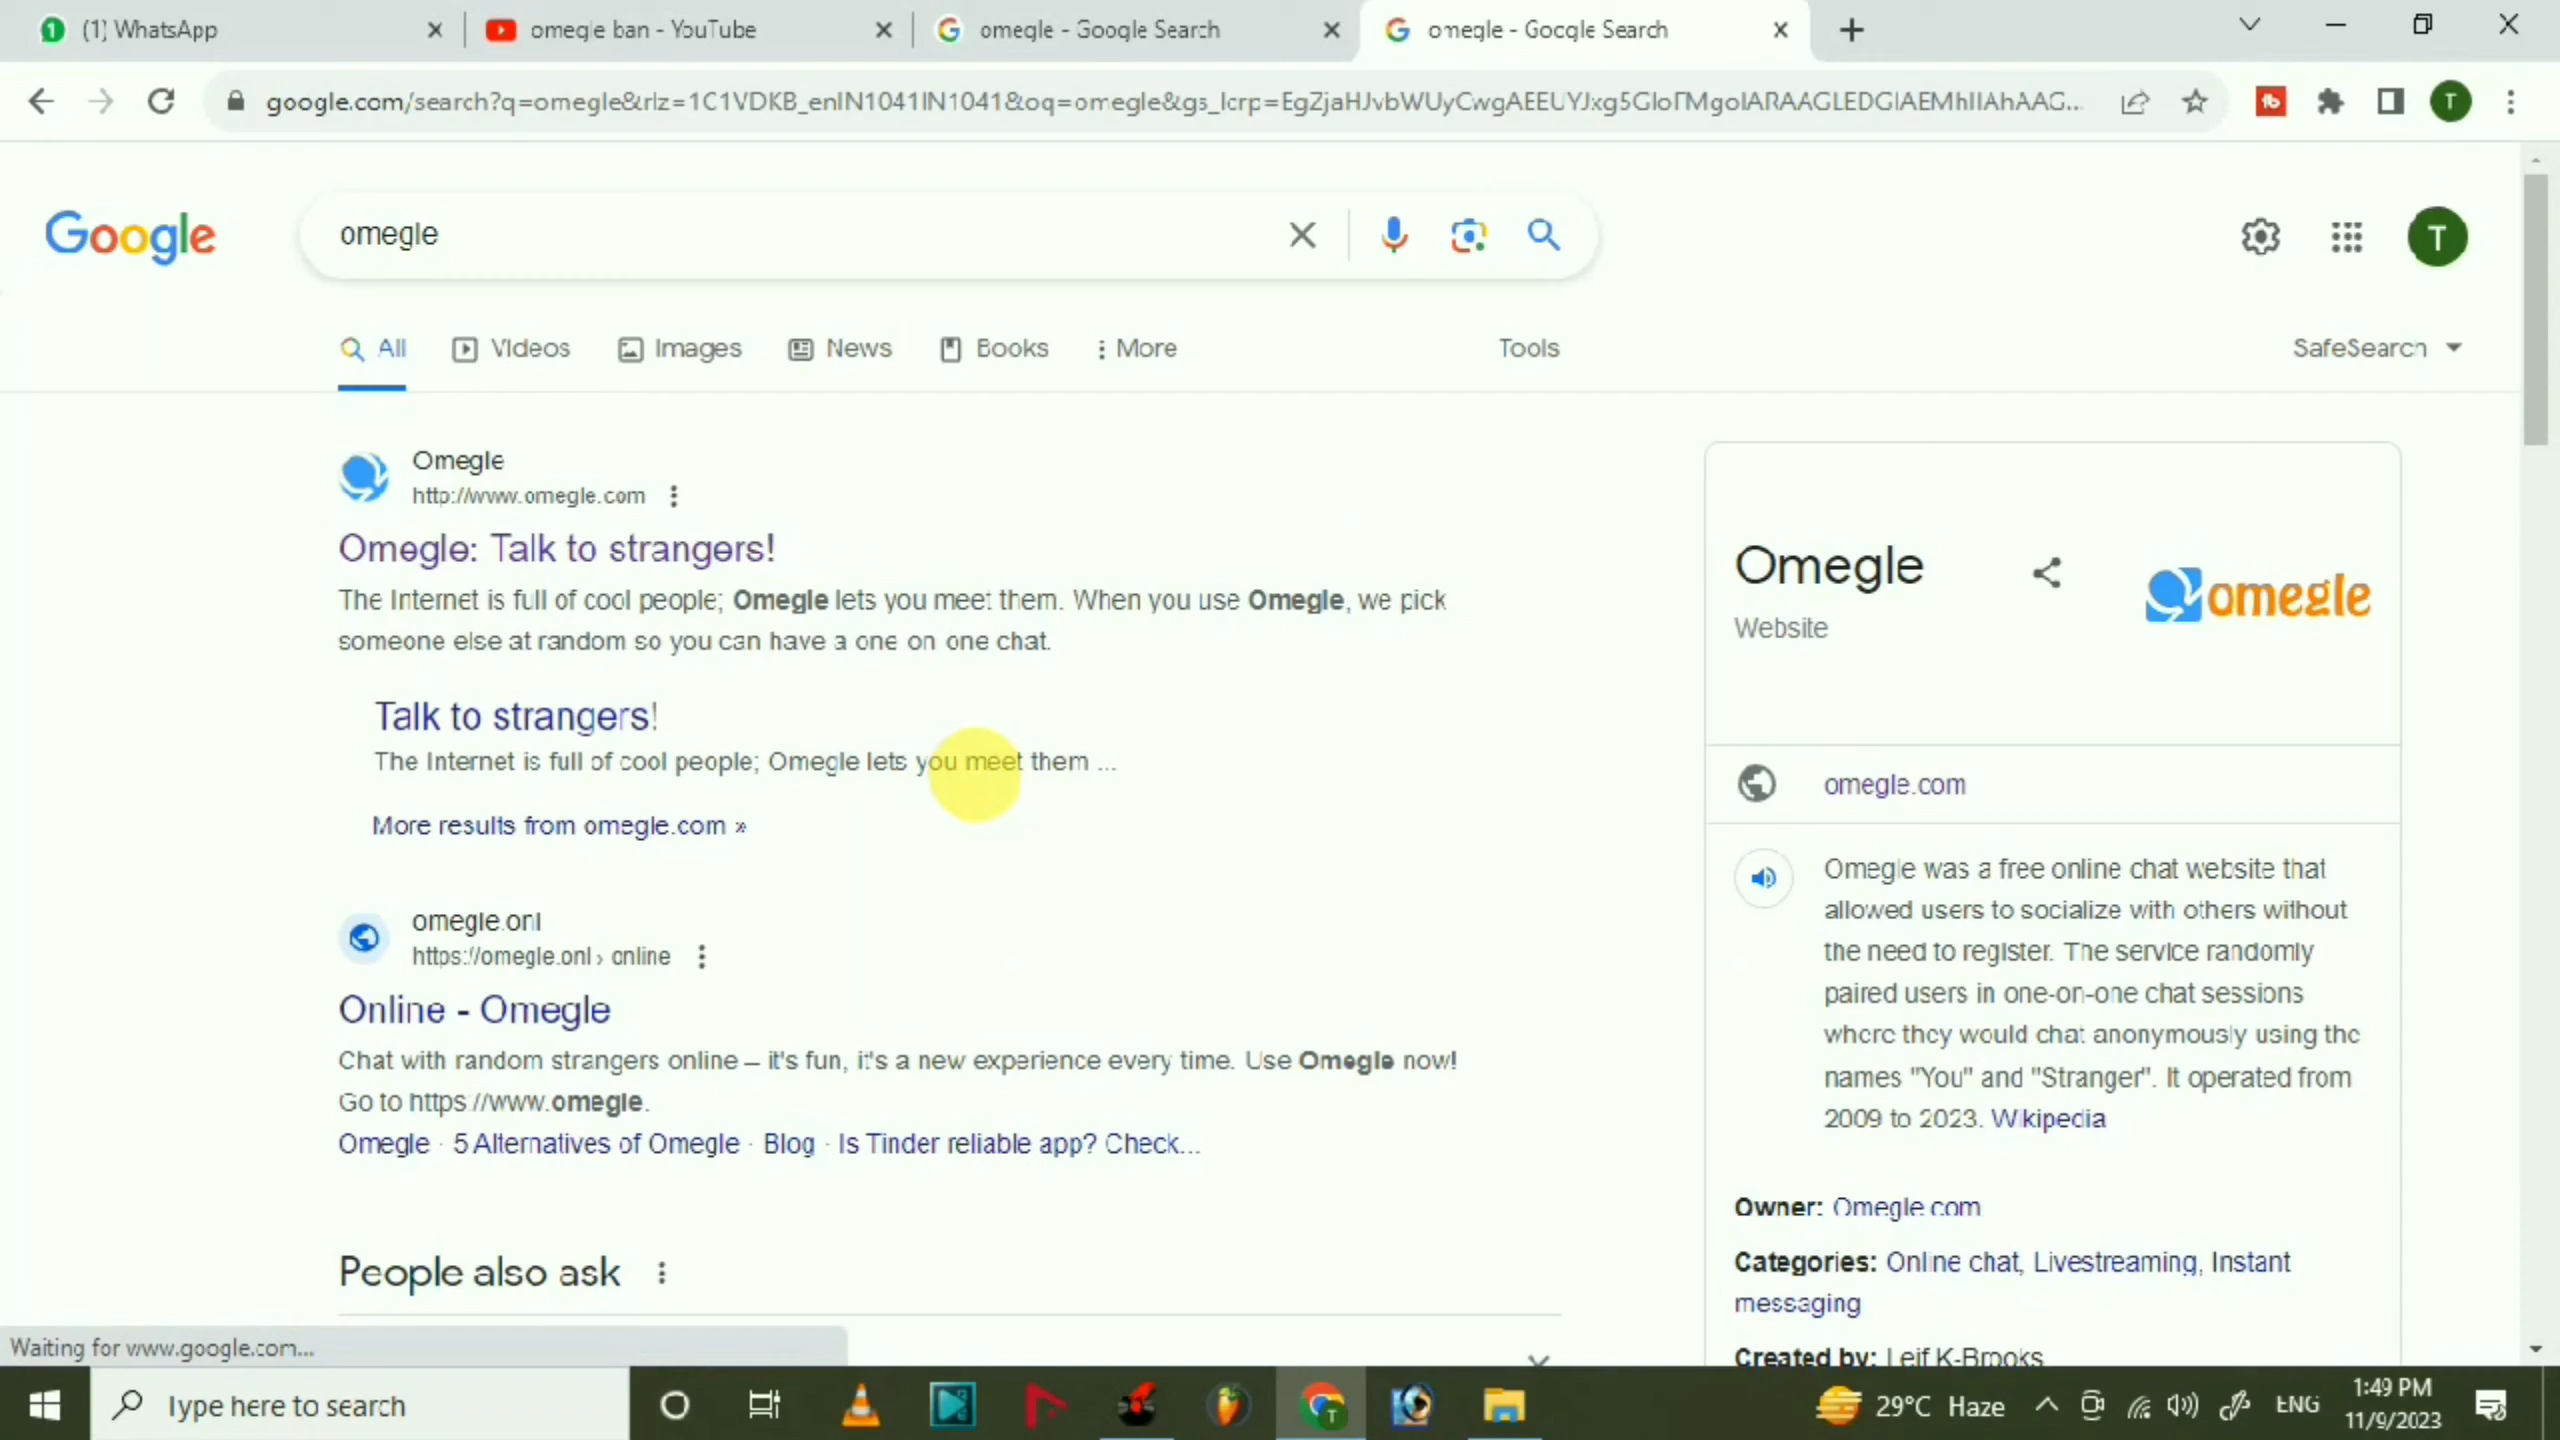 (1) WhatsApp
omegle ban - YouTube
omegle - Google Search
omegle - Google Search
Google
omegle
All
Videos
Images
News
Books
More
Tools
SafeSearch
T
Omegle
http://www.omegle.com
Omegle: Talk to strangers!
The Internet is full of cool people; Omegle lets you meet them. When you use Omegle, we pick
someone else at random so you can have a one on one chat.
Talk to strangers!
The Internet is full of cool people; Omegle lets you meet them ...
More results from omegle.com »
omegle.onl
https://omegle.onl › online
Online - Omegle
Chat with random strangers online – it's fun, it's a new experience every time. Use Omegle now!
Go to https://www.omegle.
Omegle · 5 Alternatives of Omegle · Blog · Is Tinder reliable app? Check...
People also ask
Omegle
Website
omegle
omegle.com
Omegle was a free online chat website that
allowed users to socialize with others without
the need to register. The service randomly
paired users in one-on-one chat sessions
where they would chat anonymously using the
names "You" and "Stranger". It operated from
2009 to 2023. Wikipedia
Owner: Omegle.com
Categories: Online chat, Livestreaming, Instant
messaging
Created by: Leif K-Brooks
Waiting for www.google.com...
Type here to search
29°C Haze
ENG
1:49 PM
11/9/2023